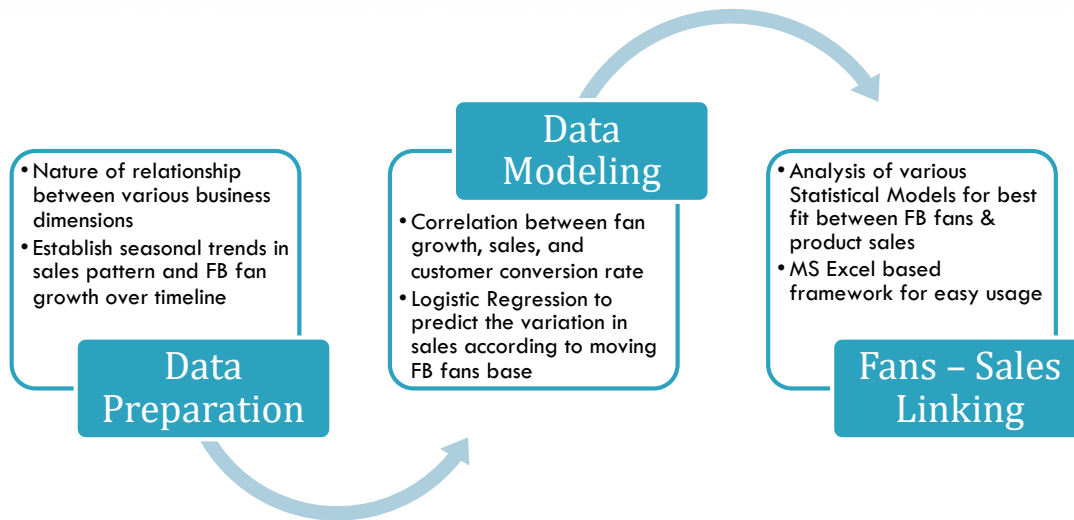 • Nature of relationship
between various business
dimensions
• Establish seasonal trends in
sales pattern and FB fan
growth over timeline
Data
Preparation
Data
Modeling
• Correlation between fan
growth, sales, and
customer conversion rate
• Logistic Regression to
predict the variation in
sales according to moving
FB fans base
• Analysis of various
Statistical Models for best
fit between FB fans &
product sales
• MS Excel based
framework for easy usage
Fans – Sales
Linking